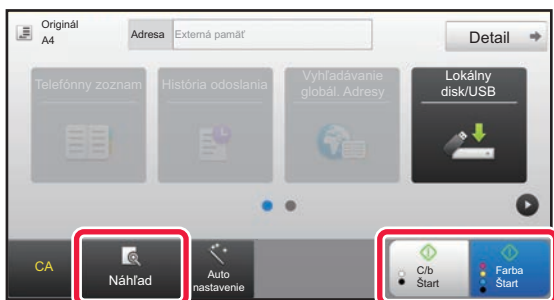 Originál
A4
Adresa
Externá pamäť
Detail
Telefónny zoznam
História odoslania
Vyhľadávanie
globál. Adresy
Lokálny
disk/USB
CA
Náhľad
Auto
nastavenie
C/b
Štart
Farba
Štart